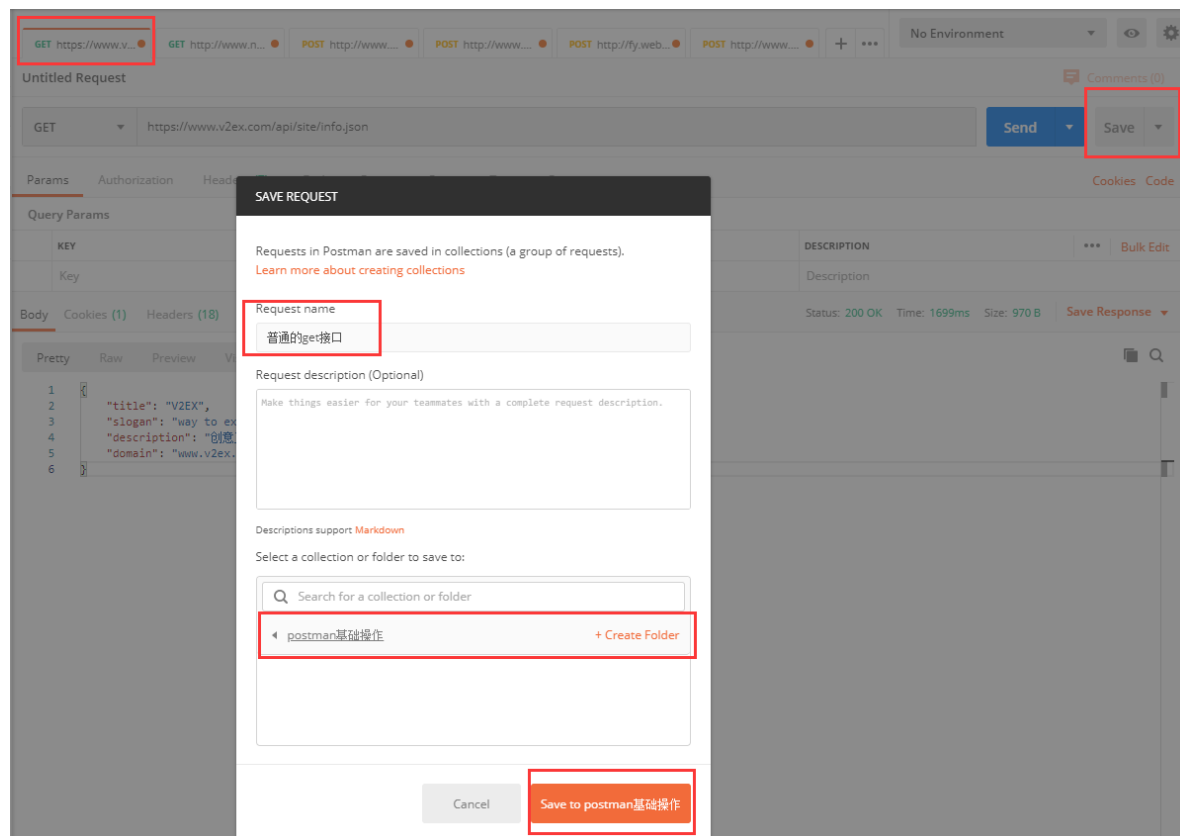 GET https://www.v...
GET http://www.n...
POST http://www....
POST http://www....
POST http://fy.web...
POST http://www....
No Environment
Untitled Request
Comments (0)
GET
https://www.v2ex.com/api/site/info.json
Send
Save
Params
Authorization
Cookies Code
SAVE REQUEST
Query Params
KEY
DESCRIPTION
Bulk Edit
Key
Description
Requests in Postman are saved in collections (a group of requests).
Learn more about creating collections
Request name
普通的get接口
Body Cookies (1) Headers (18)
Status: 200 OK Time: 1699ms Size: 970 B Save Response
Pretty Raw Preview
Request description (Optional)
Make things easier for your teammates with a complete request description.
1 {
2 "title": "V2EX",
3 "slogan": "way to ex
4 "description": "创意
5 "domain": "www.v2ex.
6 }
Descriptions support Markdown
Select a collection or folder to save to:
Search for a collection or folder
postman基础操作
+ Create Folder
Cancel
Save to postman基础操作